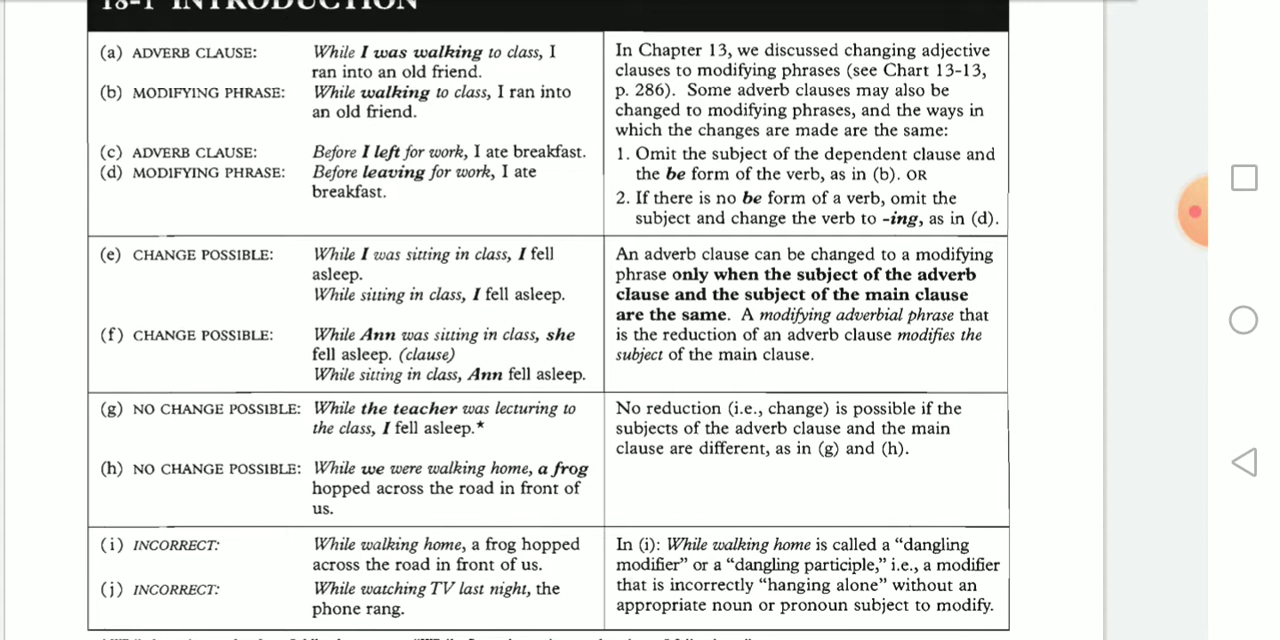 18-1 INTRODUCTION
(a) ADVERB CLAUSE: While I was walking to class, I
ran into an old friend.
(b) MODIFYING PHRASE: While walking to class, I ran into
an old friend.
(c) ADVERB CLAUSE: Before I left for work, I ate breakfast.
(d) MODIFYING PHRASE: Before leaving for work, I ate
breakfast.
In Chapter 13, we discussed changing adjective
clauses to modifying phrases (see Chart 13-13,
p. 286). Some adverb clauses may also be
changed to modifying phrases, and the ways in
which the changes are made are the same:
1. Omit the subject of the dependent clause and
the be form of the verb, as in (b). OR
2. If there is no be form of a verb, omit the
subject and change the verb to -ing, as in (d).
(e) CHANGE POSSIBLE: While I was sitting in class, I fell
asleep.
While sitting in class, I fell asleep.
(f) CHANGE POSSIBLE: While Ann was sitting in class, she
fell asleep. (clause)
While sitting in class, Ann fell asleep.
An adverb clause can be changed to a modifying
phrase only when the subject of the adverb
clause and the subject of the main clause
are the same. A modifying adverbial phrase that
is the reduction of an adverb clause modifies the
subject of the main clause.
(g) NO CHANGE POSSIBLE: While the teacher was lecturing to
the class, I fell asleep.*
(h) NO CHANGE POSSIBLE: While we were walking home, a frog
hopped across the road in front of
us.
No reduction (i.e., change) is possible if the
subjects of the adverb clause and the main
clause are different, as in (g) and (h).
(i) INCORRECT: While walking home, a frog hopped
across the road in front of us.
(j) INCORRECT: While watching TV last night, the
phone rang.
In (i): While walking home is called a “dangling
modifier” or a “dangling participle,” i.e., a modifier
that is incorrectly “hanging alone” without an
appropriate noun or pronoun subject to modify.